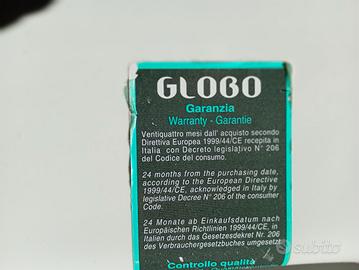 GLOBO
Garanzia
Warranty - Garantie
Ventiquattro mesi dall' acquisto secondo
Direttiva Europea 1999/44/CE recepita in
Italia con Decreto legislativo N° 206
del Codice del consumo.
24 months from the purchasing date,
according to the European Directive
1999/44/CE, acknowledged in Italy by
legislative Decree N° 206 of the consumer
Code.
24 Monate ab Einkaufsdatum nach
Europäischen Richtlinien 1999/44/CE, in
Italien durch das Gesetzesdekret Nr. 206
des Verbrauchergesetzbuches umgesetzt.
Controllo qualità
subito.it